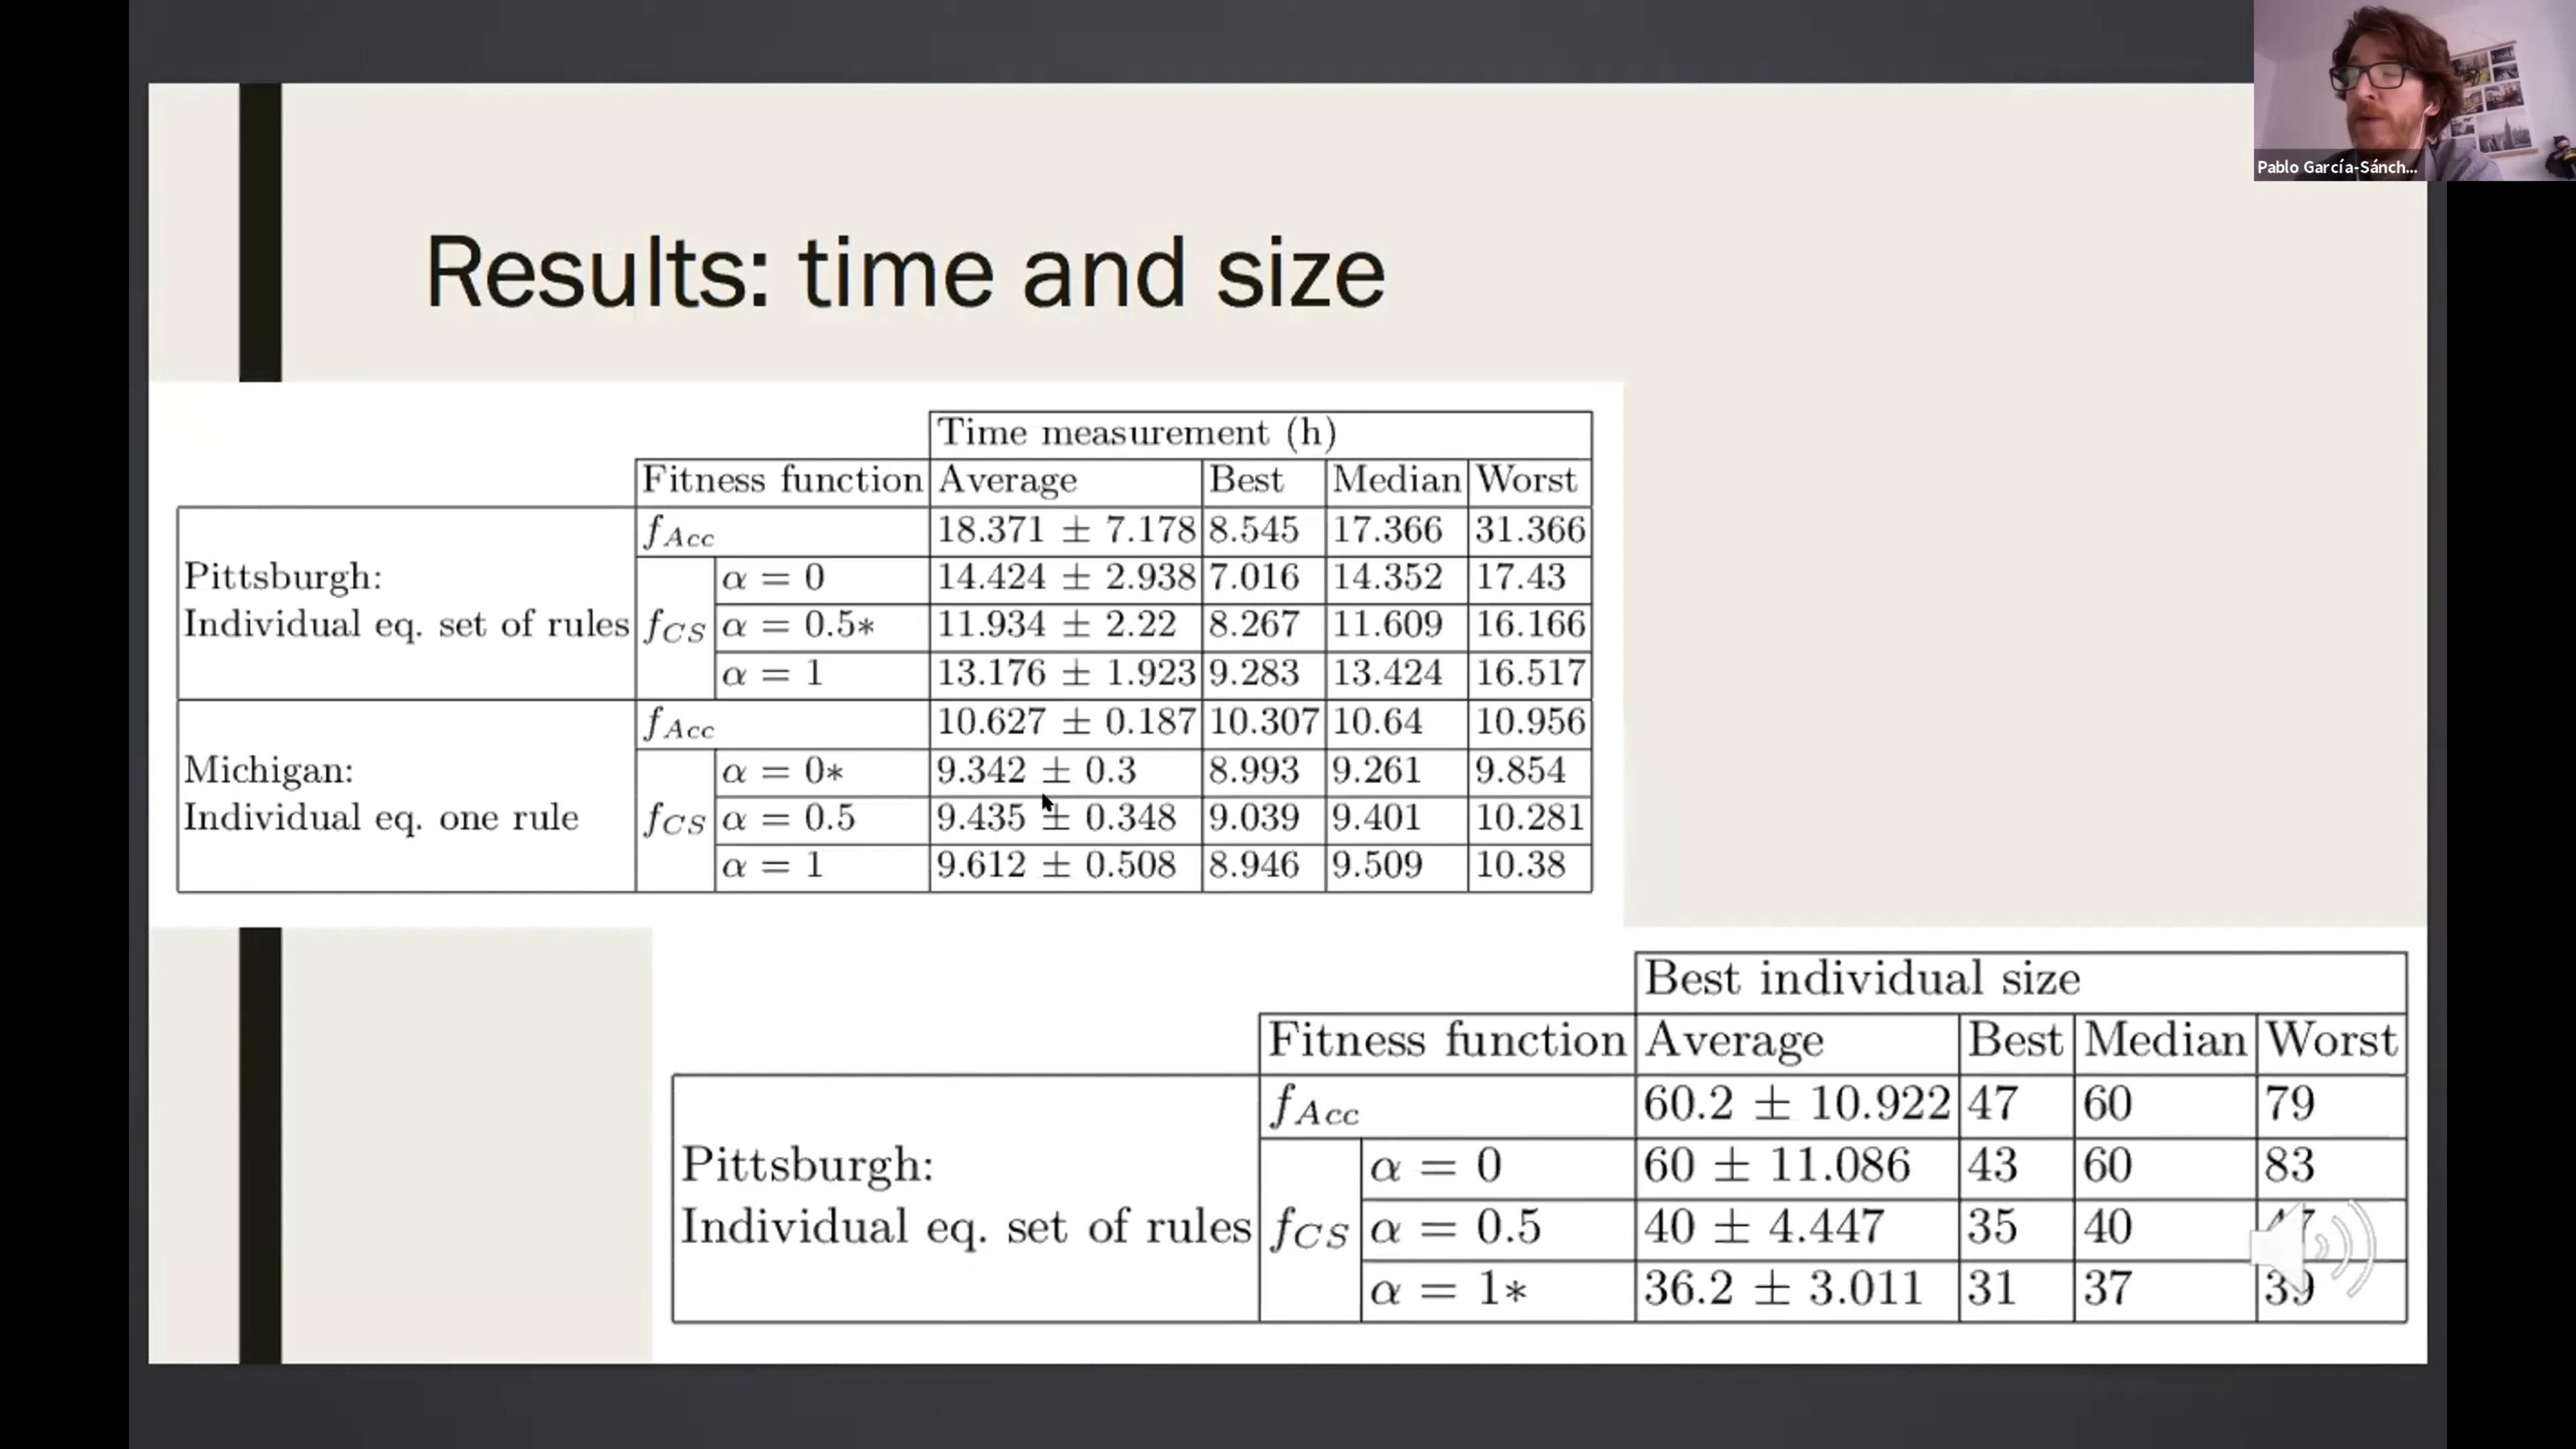 Pablo García-Sánch...
Results: time and size
Time measurement (h)
Fitness function Average Best Median Worst
f_Acc 18.371 ± 7.178 8.545 17.366 31.366
Pittsburgh:
Individual eq. set of rules
f_CS
α = 0 14.424 ± 2.938 7.016 14.352 17.43
α = 0.5* 11.934 ± 2.22 8.267 11.609 16.166
α = 1 13.176 ± 1.923 9.283 13.424 16.517
f_Acc 10.627 ± 0.187 10.307 10.64 10.956
Michigan:
Individual eq. one rule
f_CS
α = 0* 9.342 ± 0.3 8.993 9.261 9.854
α = 0.5 9.435 ± 0.348 9.039 9.401 10.281
α = 1 9.612 ± 0.508 8.946 9.509 10.38
Best individual size
Fitness function Average Best Median Worst
f_Acc 60.2 ± 10.922 47 60 79
Pittsburgh:
Individual eq. set of rules
f_CS
α = 0 60 ± 11.086 43 60 83
α = 0.5 40 ± 4.447 35 40
α = 1* 36.2 ± 3.011 31 37 39